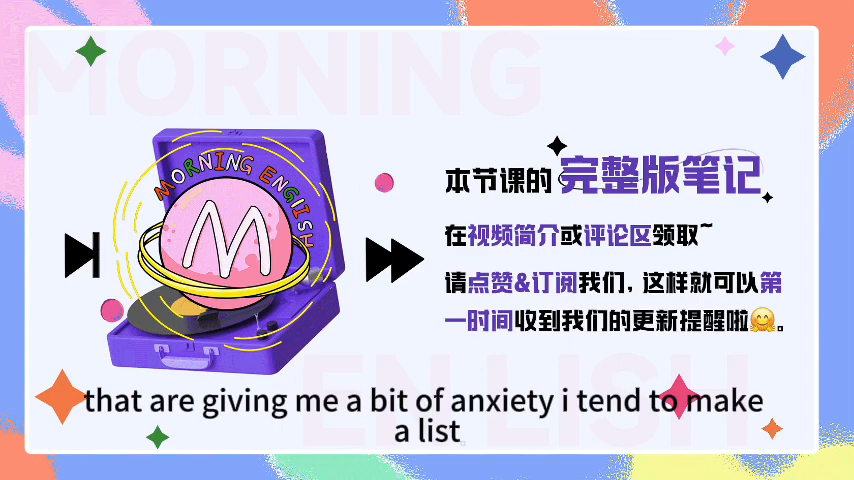 MORNING
MORNING ENGLISH
M
本节课的完整版笔记
在视频简介或评论区领取~
请点赞&订阅我们，这样就可以第
一时间收到我们的更新提醒啦🤗。
EN LISH
that are giving me a bit of anxiety i tend to make
a list